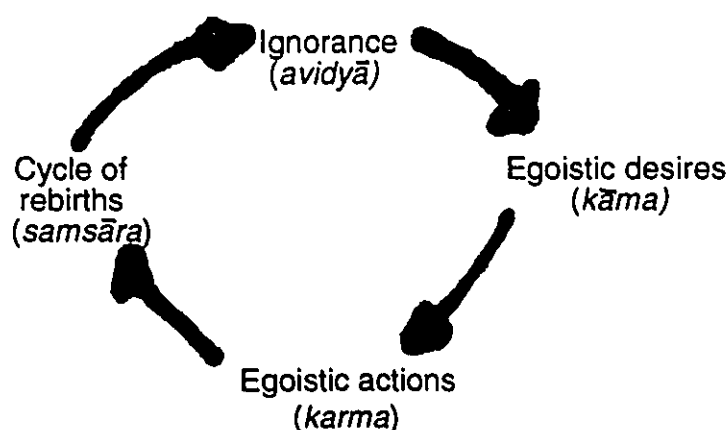 Ignorance
(avidyā)
Egoistic desires
(kāma)
Cycle of
rebirths
(samsāra)
Egoistic actions
(karma)